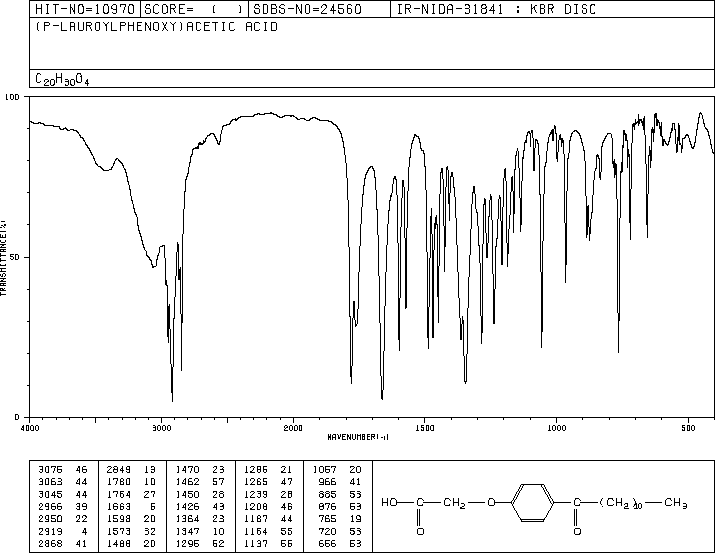 HIT-NO=10970 SCORE= ( ) SDBS-NO=24560 IR-NIDA-31841 : KBR DISC
(P-LAUROYLPHENOXY)ACETIC ACID
C20H30O4
100
50
0
TRANSMITTANCE(%)
4000 3000 2000 1500 1000 500
WAVENUMBER(-1)
3075 46 2849 13 1470 23 1286 21 1057 20
3063 44 1780 10 1462 57 1265 47 966 41
3045 44 1764 27 1450 28 1239 28 885 55
2966 39 1663 5 1426 43 1208 46 876 53
2950 22 1598 20 1364 23 1187 44 765 19
2919 4 1573 32 1347 10 1164 55 720 53
2868 41 1488 20 1295 52 1137 55 656 53
HO C CH2 O C (CH2)10 CH3
O O